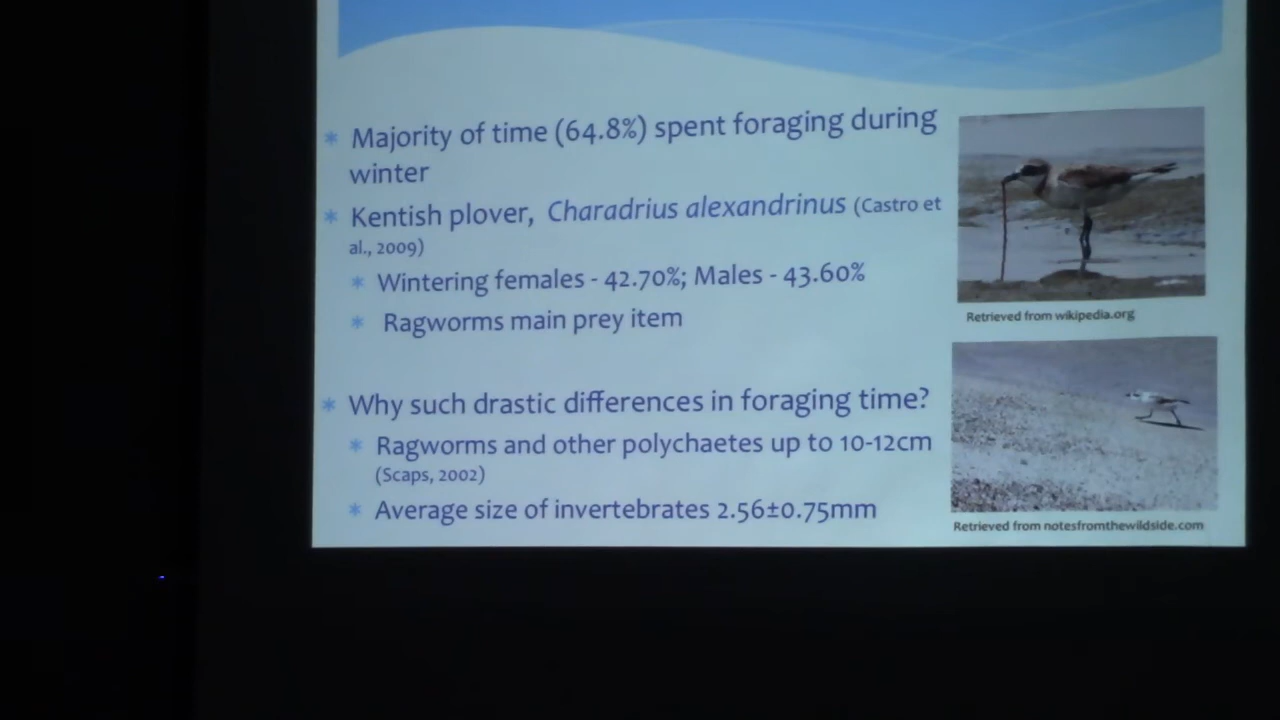 Majority of time (64.8%) spent foraging during
winter
Kentish plover, Charadrius alexandrinus (Castro et
al., 2009)
Wintering females - 42.70%; Males - 43.60%
Ragworms main prey item
Retrieved from wikipedia.org
Why such drastic differences in foraging time?
Ragworms and other polychaetes up to 10-12cm
(Scaps, 2002)
Average size of invertebrates 2.56±0.75mm
Retrieved from notesfromthewildside.com